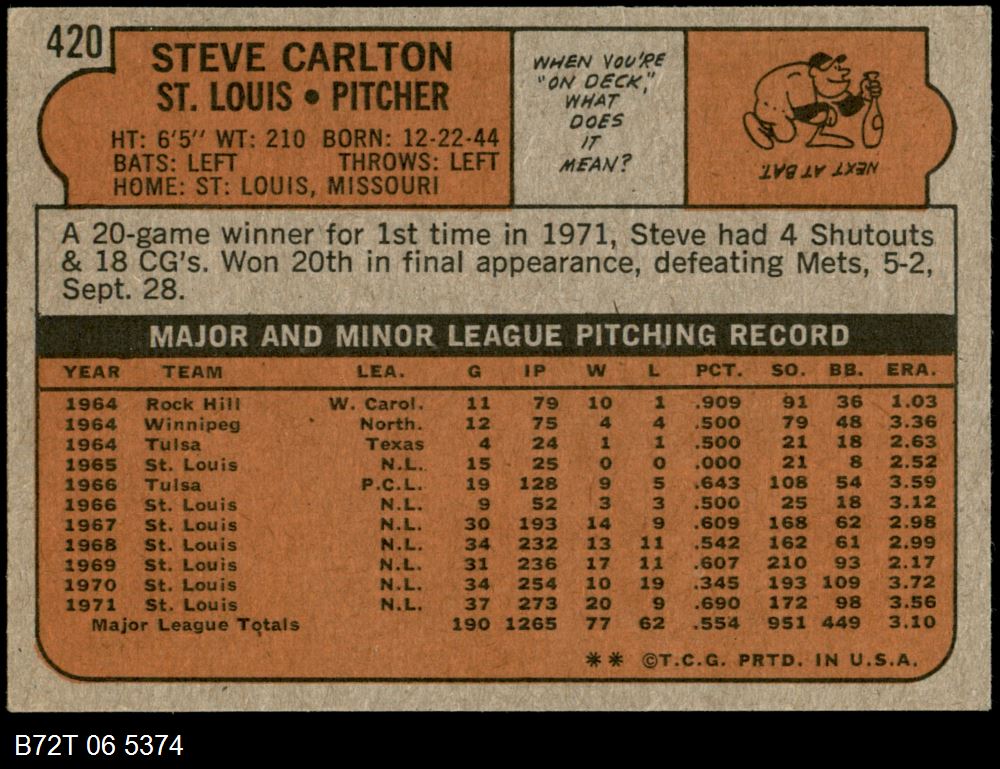 420
STEVE CARLTON
ST. LOUIS • PITCHER
HT: 6'5" WT: 210 BORN: 12-22-44
BATS: LEFT THROWS: LEFT
HOME: ST: LOUIS, MISSOURI
WHEN YOU'RE
"ON DECK,"
WHAT
DOES
IT
MEAN?
NEXT AT BAT.
A 20-game winner for 1st time in 1971, Steve had 4 Shutouts
& 18 CG's. Won 20th in final appearance, defeating Mets, 5-2,
Sept. 28.
MAJOR AND MINOR LEAGUE PITCHING RECORD
YEAR TEAM LEA. G IP W L PCT. SO. BB. ERA.
1964 Rock Hill W. Carol. 11 79 10 1 .909 91 36 1.03
1964 Winnipeg North. 12 75 4 4 .500 79 48 3.36
1964 Tulsa Texas 4 24 1 1 .500 21 18 2.63
1965 St. Louis N.L. 15 25 0 0 .000 21 8 2.52
1966 Tulsa P.C.L. 19 128 9 5 .643 108 54 3.59
1966 St. Louis N.L. 9 52 3 3 .500 25 18 3.12
1967 St. Louis N.L. 30 193 14 9 .609 168 62 2.98
1968 St. Louis N.L. 34 232 13 11 .542 162 61 2.99
1969 St. Louis N.L. 31 236 17 11 .607 210 93 2.17
1970 St. Louis N.L. 34 254 10 19 .345 193 109 3.72
1971 St. Louis N.L. 37 273 20 9 .690 172 98 3.56
Major League Totals 190 1265 77 62 .554 951 449 3.10
** ©T.C.G. PRTD. IN U.S.A.
B72T 06 5374